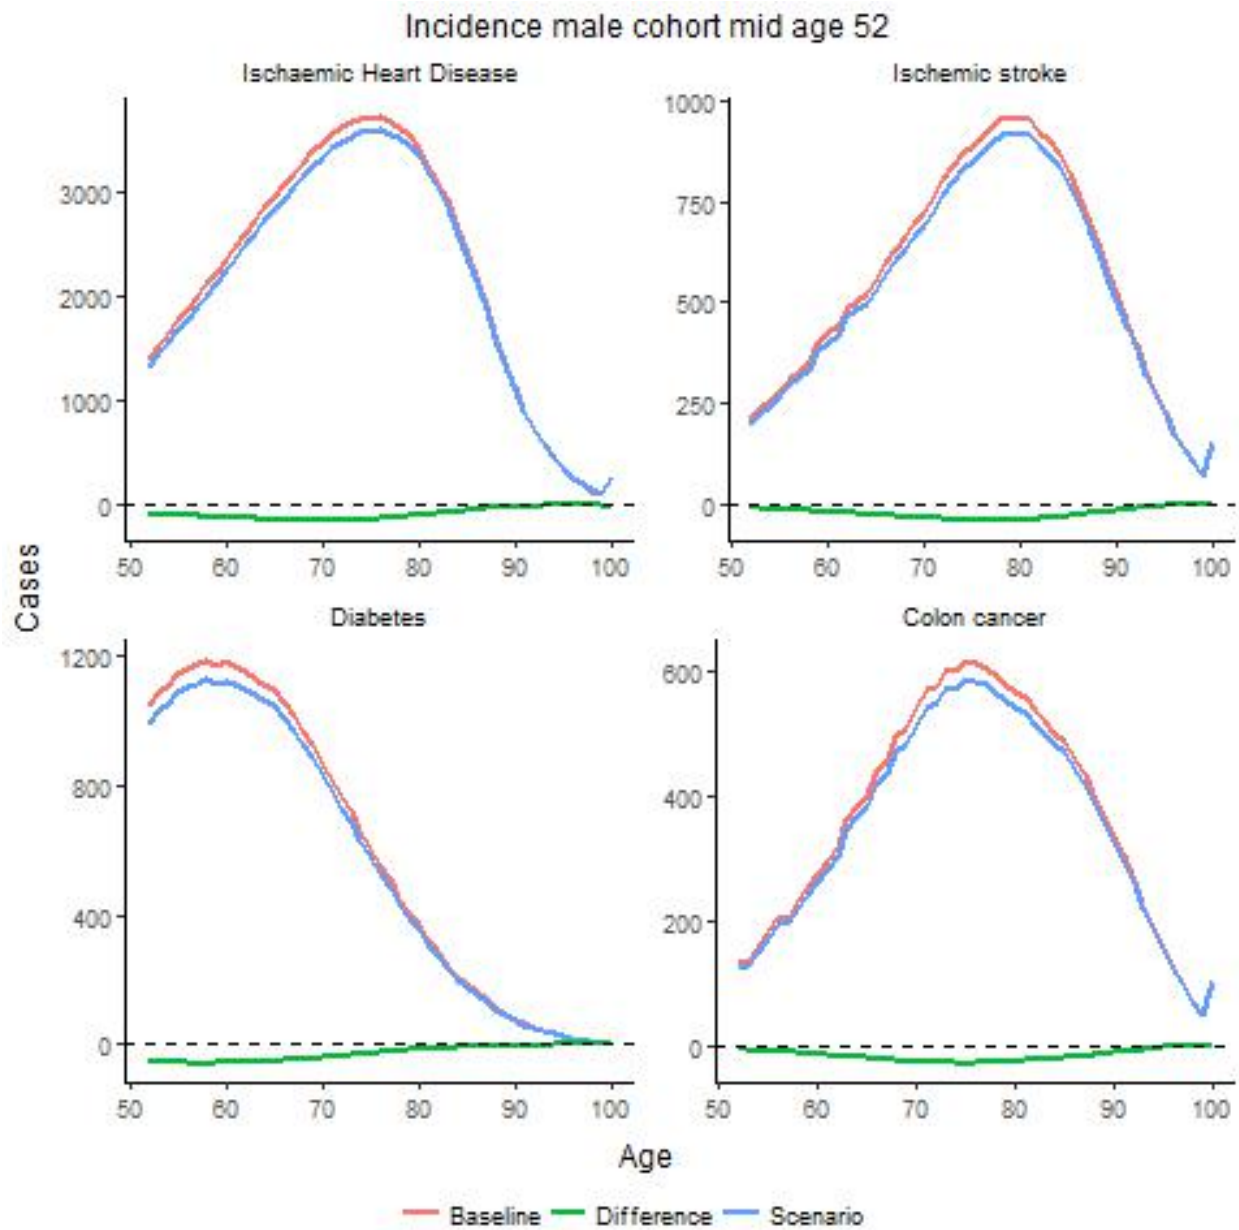 Incidence male cohort mid age 52
Ischaemic Heart Disease
Ischemic stroke
3000
2000
1000
0
50 60 70 80 90 100
1000
750
500
250
0
50 60 70 80 90 100
Cases
Diabetes
Colon cancer
1200
800
400
0
50 60 70 80 90 100
600
400
200
0
50 60 70 80 90 100
Age
Baseline Difference Scenario